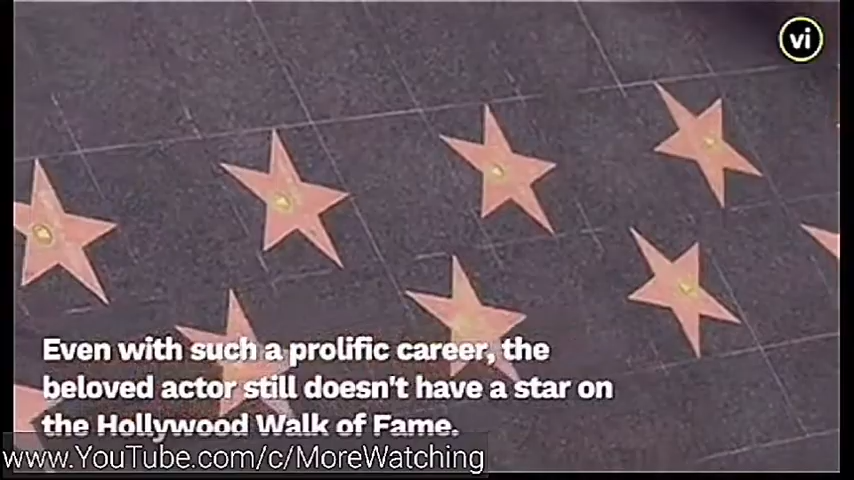 vi
Even with such a prolific career, the
beloved actor still doesn't have a star on
the Hollywood Walk of Fame.
www.YouTube.com/c/MoreWatching